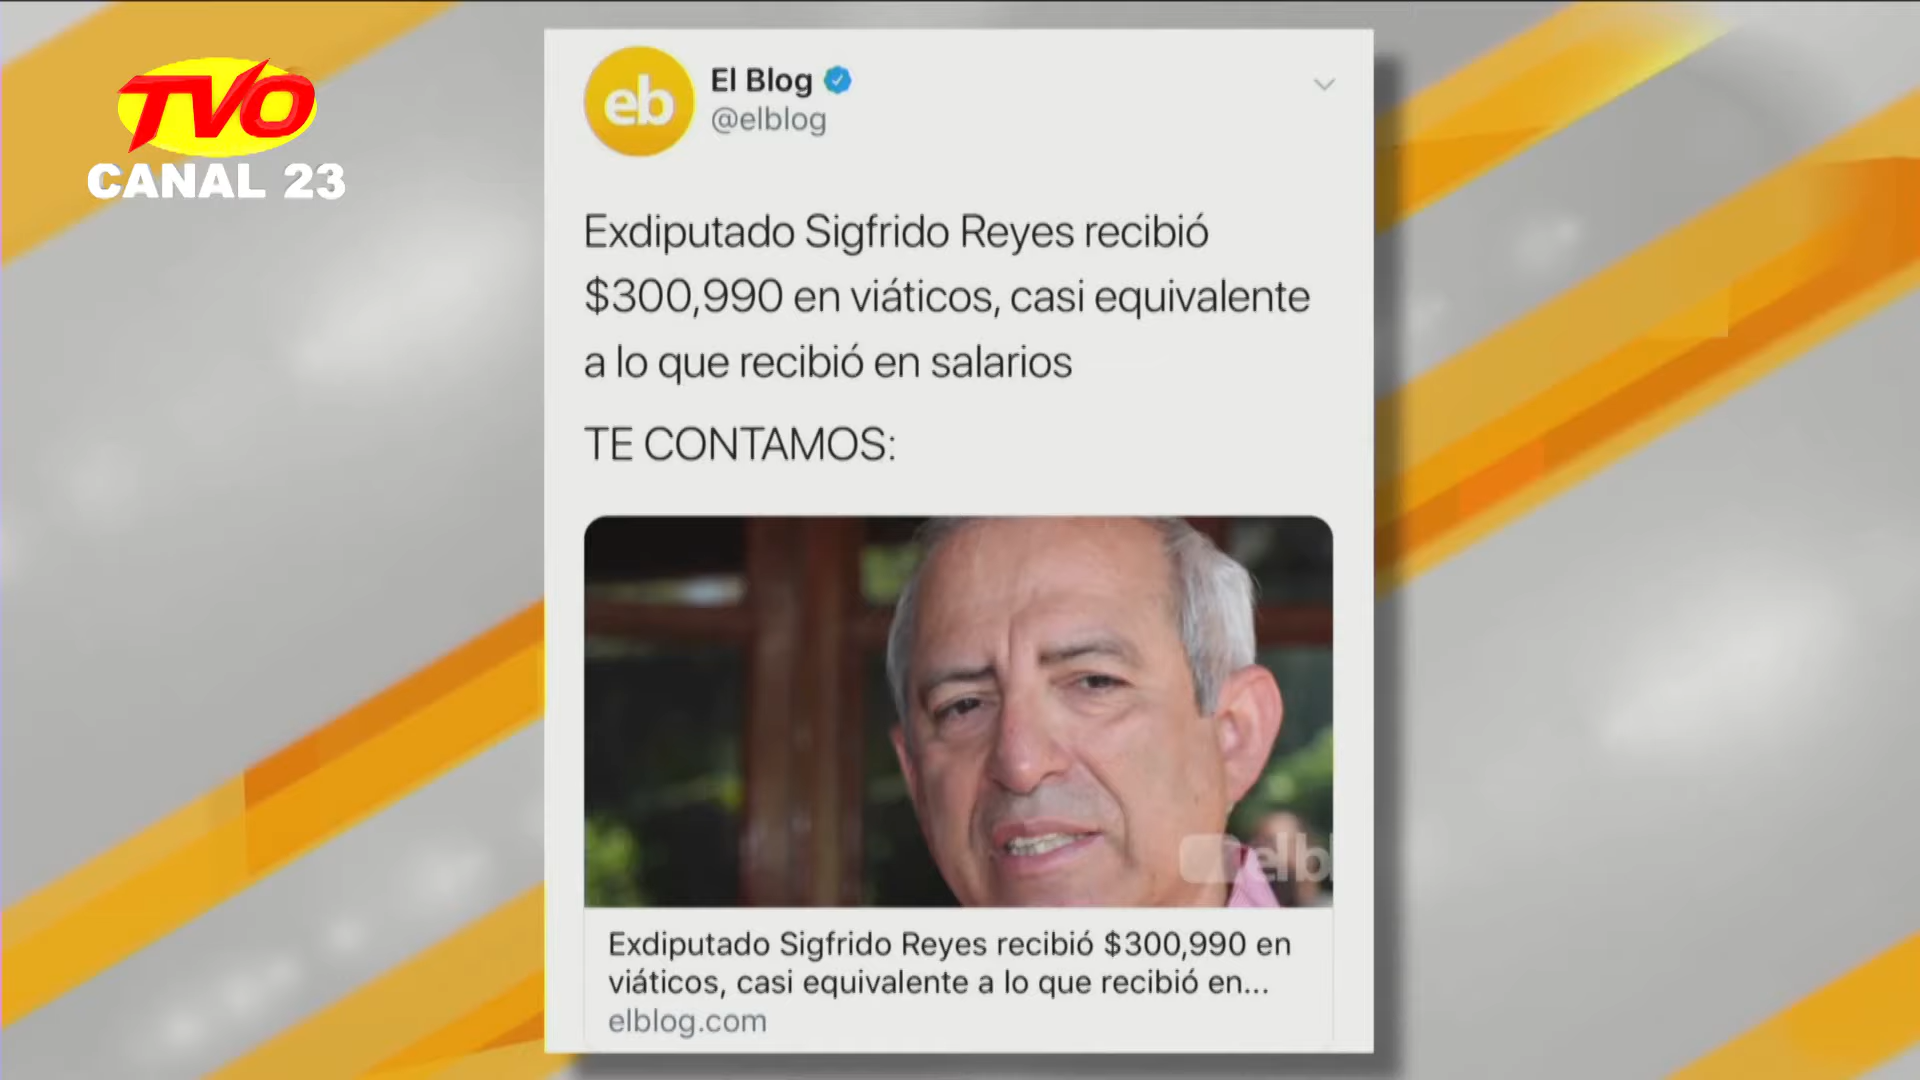 TVO
CANAL 23
eb
El Blog
@elblog
Exdiputado Sigfrido Reyes recibió
$300,990 en viáticos, casi equivalente
a lo que recibió en salarios
TE CONTAMOS:
elb
Exdiputado Sigfrido Reyes recibió $300,990 en
viáticos, casi equivalente a lo que recibió en...
elblog.com